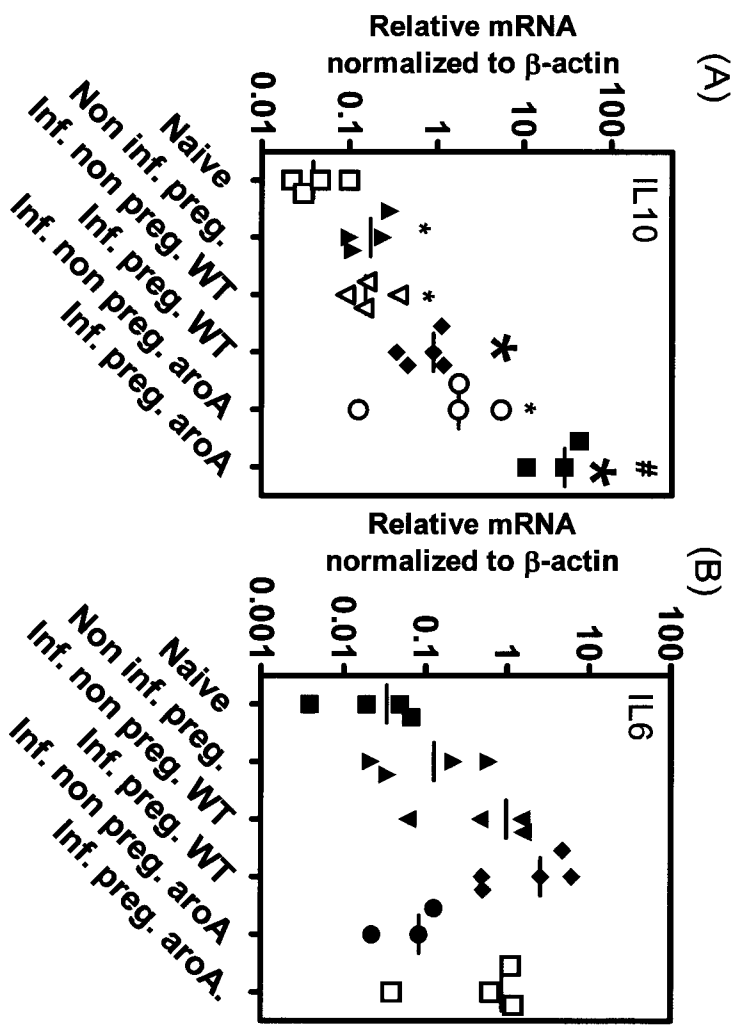 (A)
Relative mRNA
normalized to β-actin
0.01
0.1
1
10
100
IL10
*
*
*
*
*
#
Naive
Non inf. preg.
Inf. non preg. WT
Inf. preg. WT
Inf. non preg. aroA
Inf. preg. aroA
(B)
Relative mRNA
normalized to β-actin
0.001
0.01
0.1
1
10
100
IL6
Naive
Non inf. preg.
Inf. non preg. WT
Inf. preg. WT
Inf. non preg. aroA
Inf. preg. aroA.